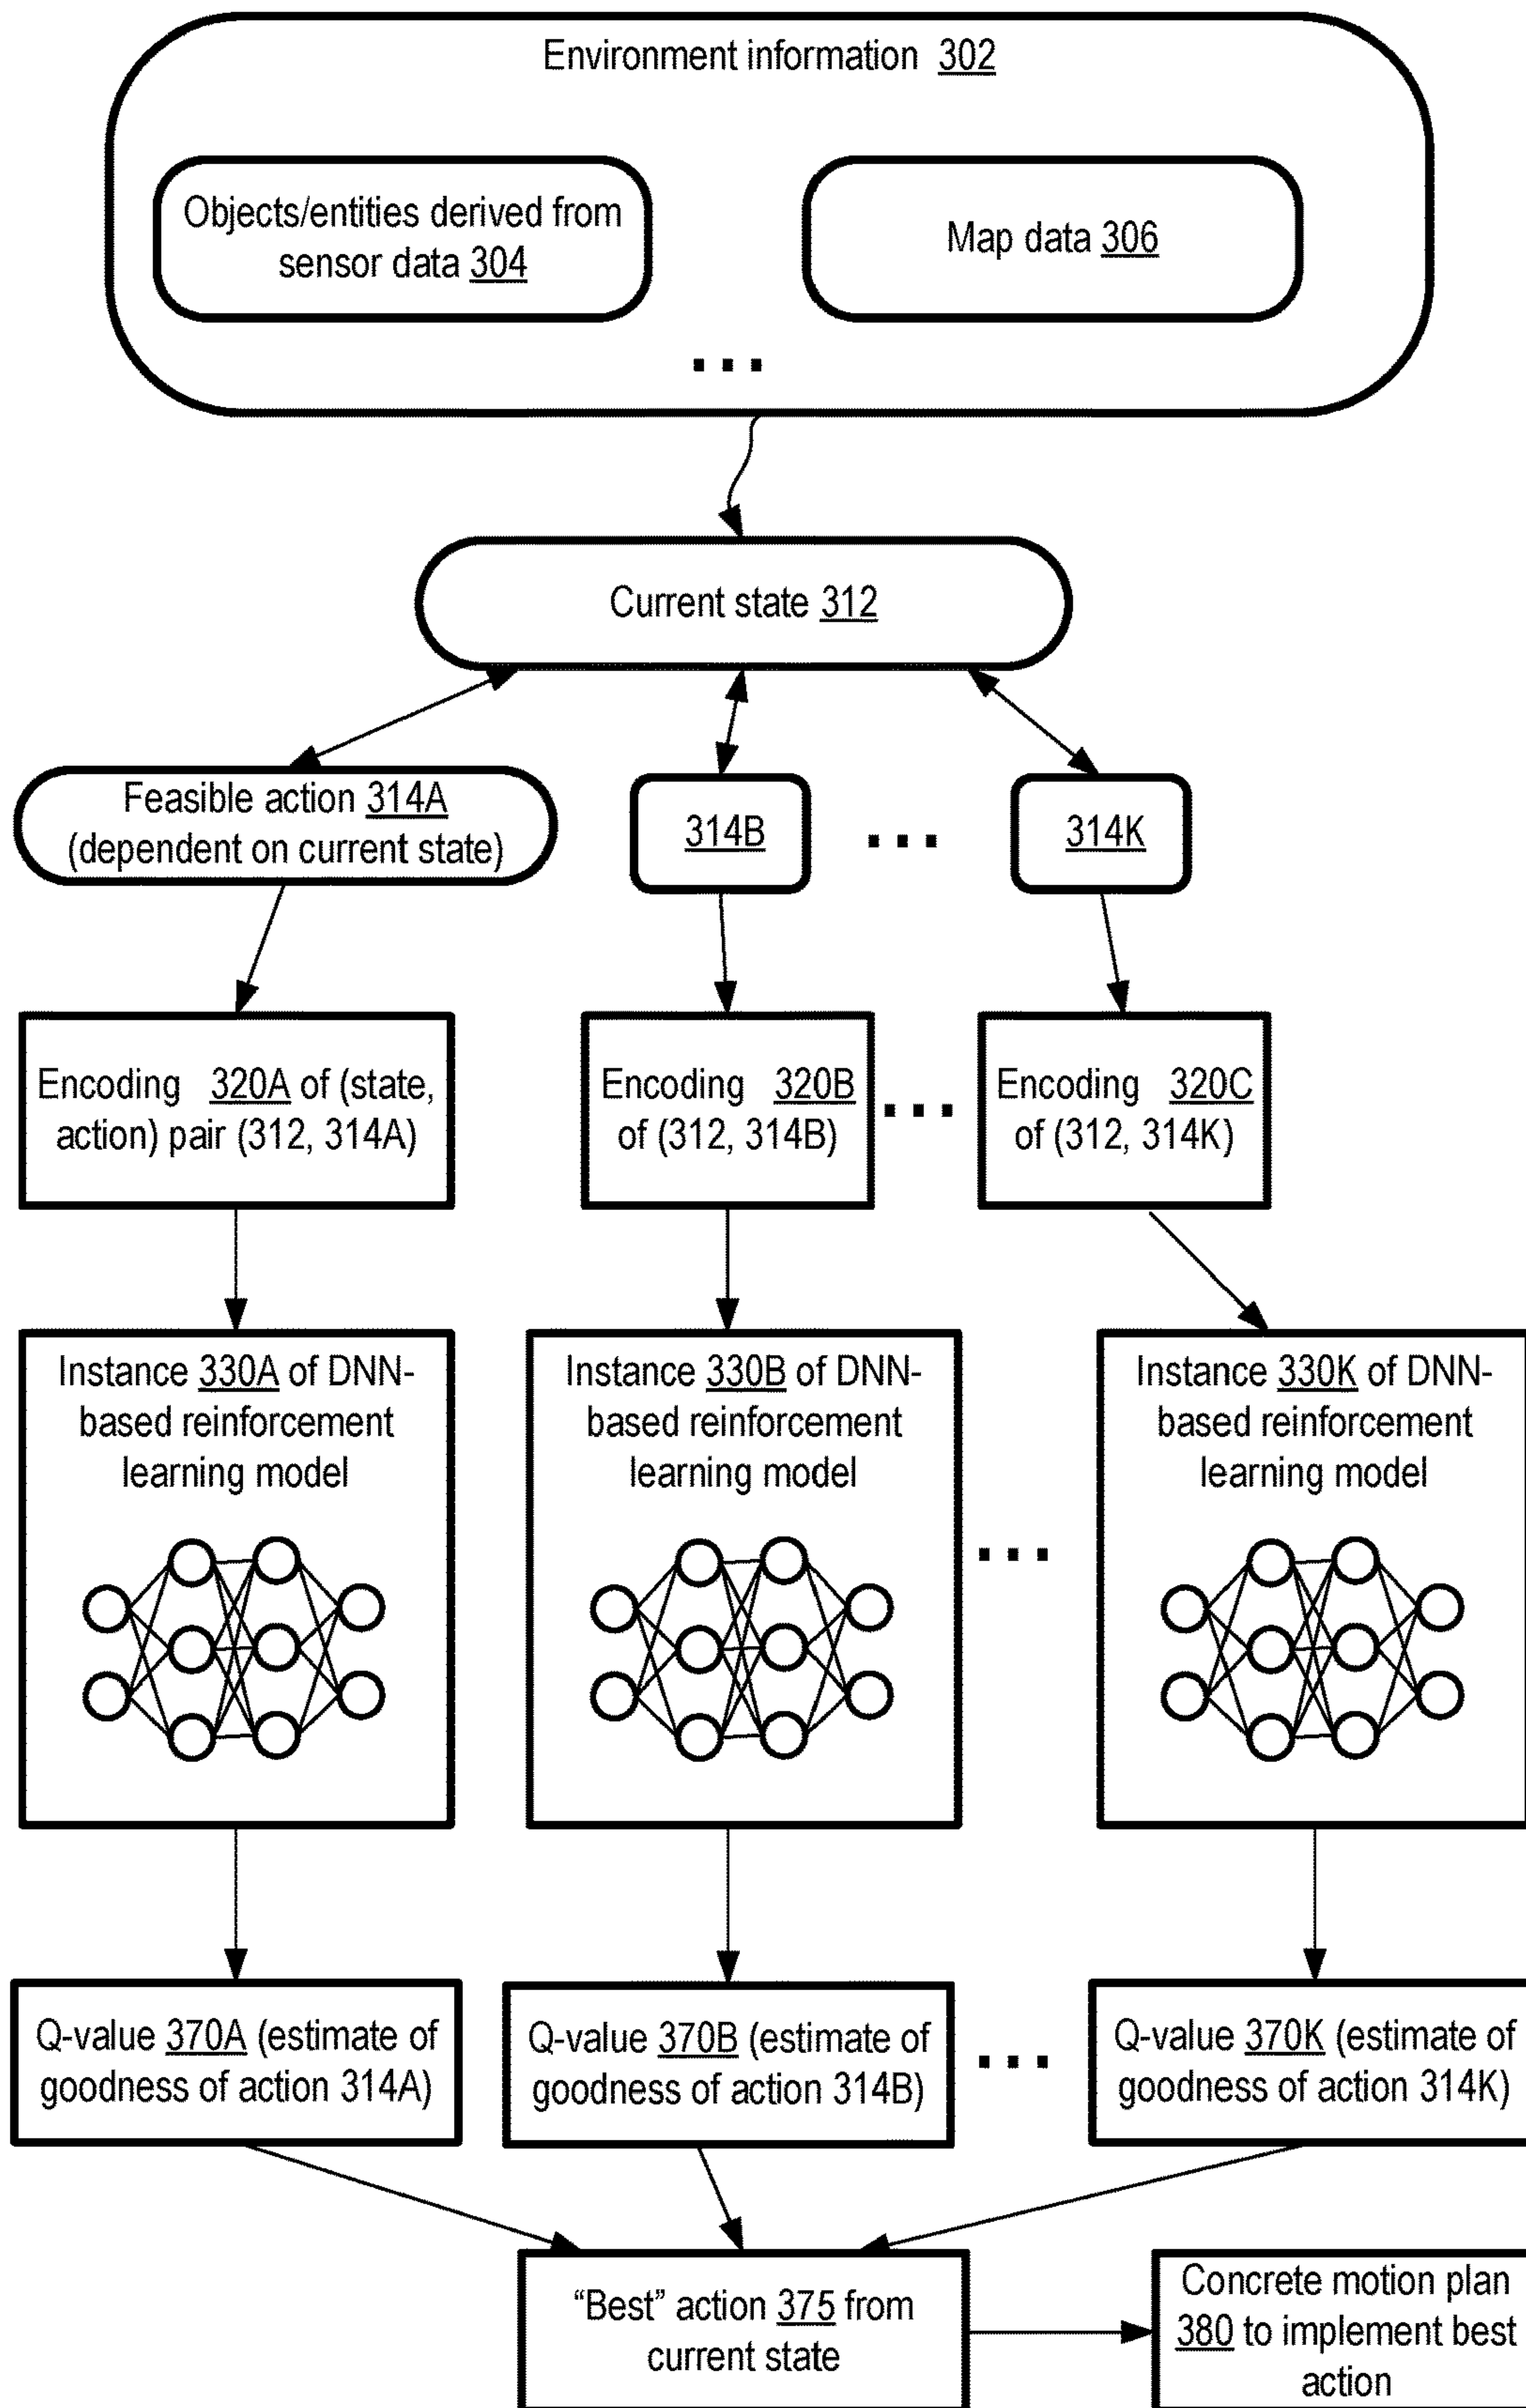 Environment information 302
Objects/entities derived from
sensor data 304
Map data 306
...
Current state 312
Feasible action 314A
(dependent on current state)
314B
...
314K
Encoding 320A of (state,
action) pair (312, 314A)
Encoding 320B
of (312, 314B)
...
Encoding 320C
of (312, 314K)
Instance 330A of DNN-
based reinforcement
learning model
Instance 330B of DNN-
based reinforcement
learning model
...
Instance 330K of DNN-
based reinforcement
learning model
Q-value 370A (estimate of
goodness of action 314A)
Q-value 370B (estimate of
goodness of action 314B)
...
Q-value 370K (estimate of
goodness of action 314K)
“Best” action 375 from
current state
Concrete motion plan
380 to implement best
action